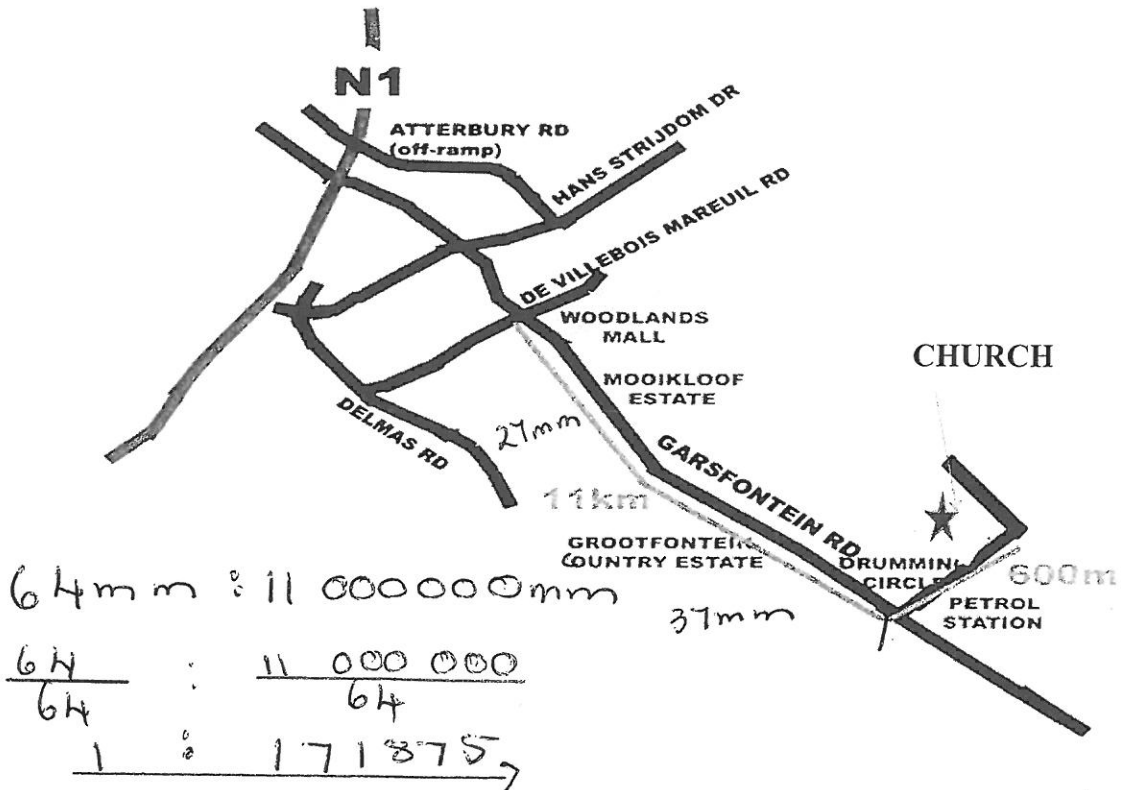 N1
ATTERBURY RD
(off-ramp)
HANS STRIJDOM DR
DE VILLEBOIS MAREUIL RD
WOODLANDS
MALL
CHURCH
MOOIKLOOF
ESTATE
DELMAS RD
27mm
GARSFONTEIN RD
11km
GROOTFONTEIN
COUNTRY ESTATE
DRUMMING
CIRCLE
600m
PETROL
STATION
37mm
64mm : 11 000000mm
64 : 11 000 000
64 64
1 : 171875